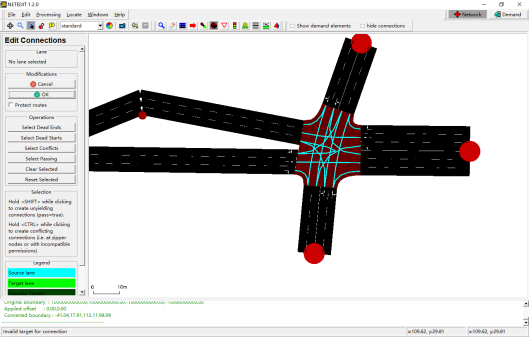 NETEDIT 1.2.0
File Edit Processing Locate Windows Help
standard
Show demand elements
hide connections
Network
Demand
Edit Connections
Lane
No lane selected
Modifications
Cancel
OK
Protect routes
Operations
Select Dead Ends
Select Dead Starts
Select Conflicts
Select Passing
Clear Selected
Reset Selected
Selection
Hold <SHIFT> while clicking
to create unyielding
connections (pass=true).
Hold <CTRL> while clicking
to create conflicting
connections (i.e. at zipper
nodes or with incompatible
permissions)
Legend
Source lane
Target lane
0 10m
Applied offset : 0.00,0.00
Converted boundary : -41.04,17.81,112.11,98.09
Invalid target for connection
x:109.62, y:29.81
x:109.62, y:29.81